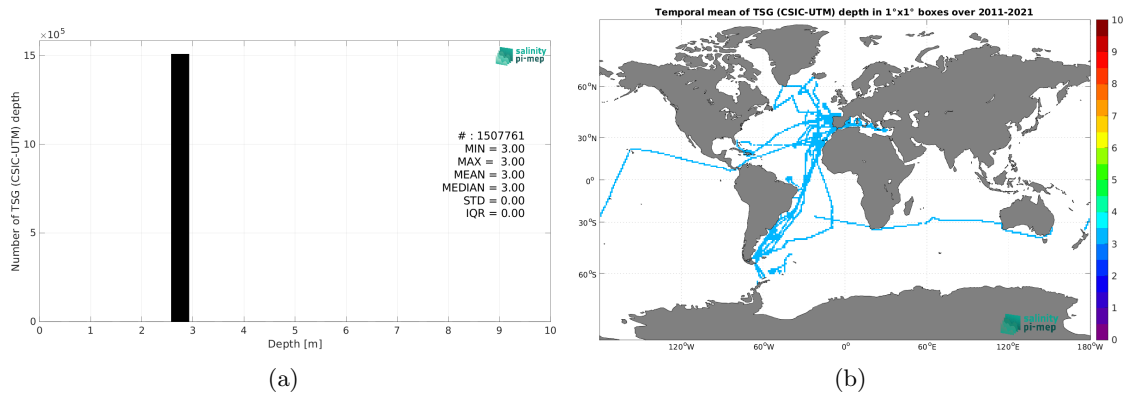 ×10⁵
15
10
5
0
Number of TSG (CSIC-UTM) depth
0 1 2 3 4 5 6 7 8 9 10
Depth [m]
salinity
pi-mep
# : 1507761
MIN = 3.00
MAX = 3.00
MEAN = 3.00
MEDIAN = 3.00
STD = 0.00
IQR = 0.00
(a)
Temporal mean of TSG (CSIC-UTM) depth in 1°x1° boxes over 2011-2021
60°N
30°N
0°
30°S
60°S
120°W 60°W 0° 60°E 120°E 180°W
salinity
pi-mep
10
9
8
7
6
5
4
3
2
1
0
(b)